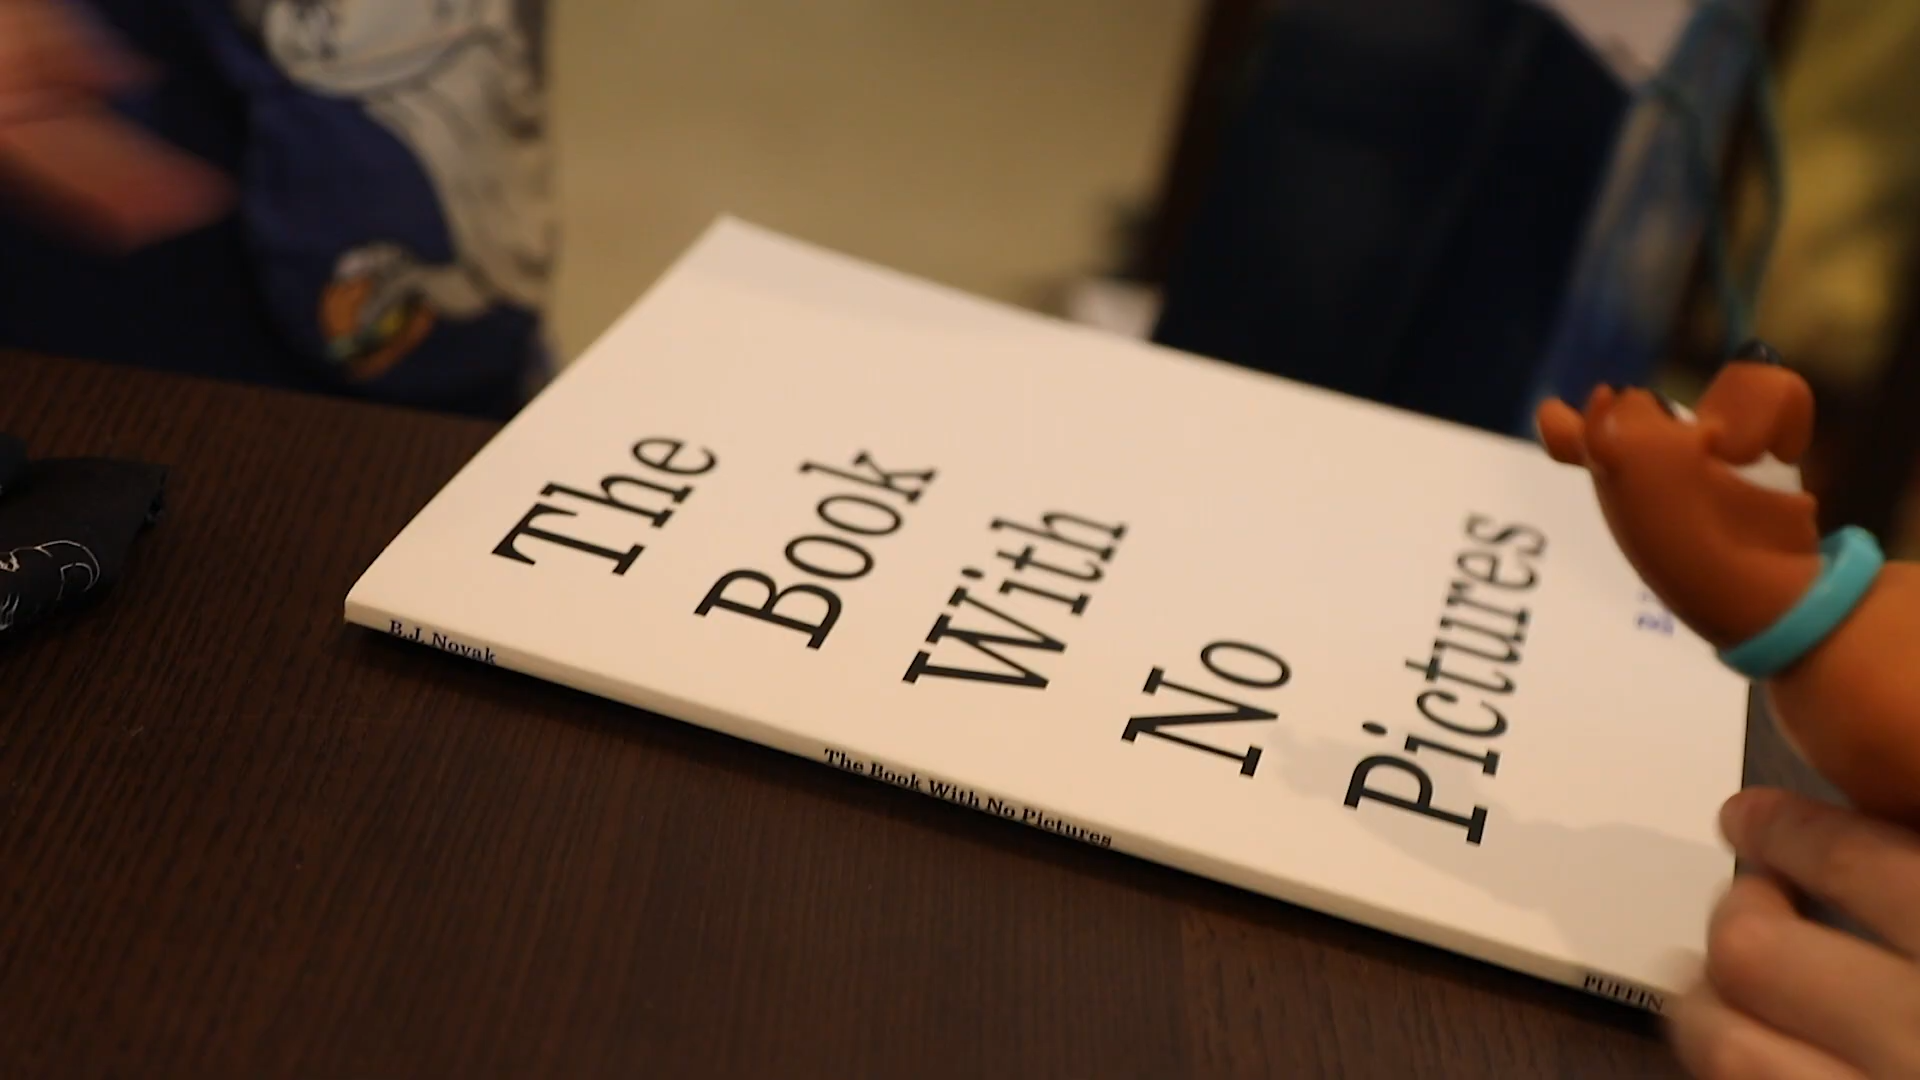 The
Book
With
No
Pictures
B.J. Novak
The Book With No Pictures
PUFFIN